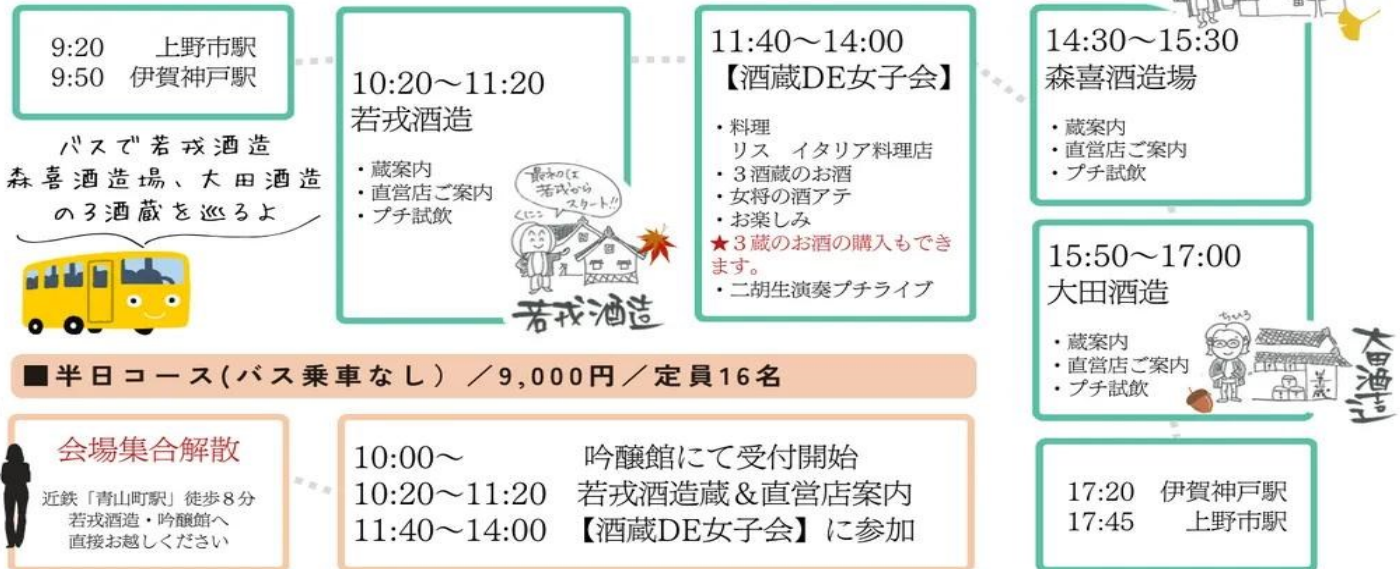 9:20 上野市駅
9:50 伊賀神戸駅
バスで若戎酒造
森喜酒造場、大田酒造
の3酒蔵を巡るよ
10:20～11:20
若戎酒造
・蔵案内
・直営店ご案内
・プチ試飲
最初は
若戎から
スタート!!
くにこ
若戎酒造
11:40～14:00
【酒蔵DE女子会】
・料理
リス イタリア料理店
・３酒蔵のお酒
・女将の酒アテ
・お楽しみ
★３蔵のお酒の購入もでき
ます。
・二胡生演奏プチライブ
14:30～15:30
森喜酒造場
・蔵案内
・直営店ご案内
・プチ試飲
15:50～17:00
大田酒造
・蔵案内
・直営店ご案内
・プチ試飲
ちひろ
大田酒造
17:20 伊賀神戸駅
17:45 上野市駅
■半日コース(バス乗車なし）／9,000円／定員16名
会場集合解散
近鉄「青山町駅」徒歩８分
若戎酒造・吟醸館へ
直接お越しください
10:00～ 吟醸館にて受付開始
10:20～11:20 若戎酒造蔵＆直営店案内
11:40～14:00 【酒蔵DE女子会】に参加